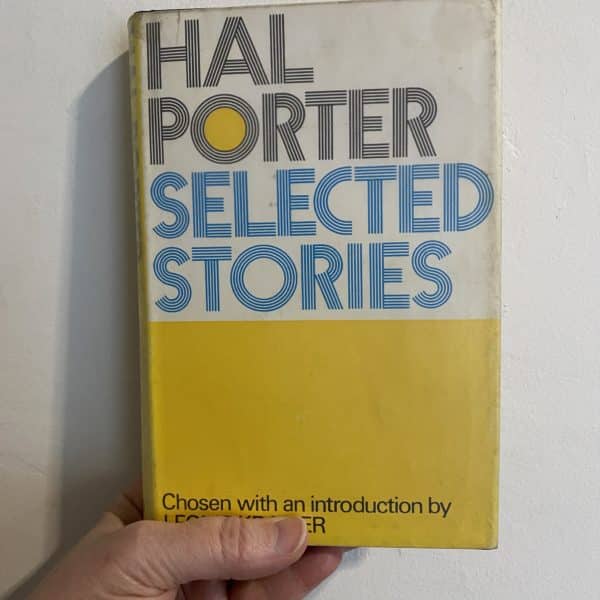 HAL
PORTER
SELECTED
STORIES
Chosen with an introduction by